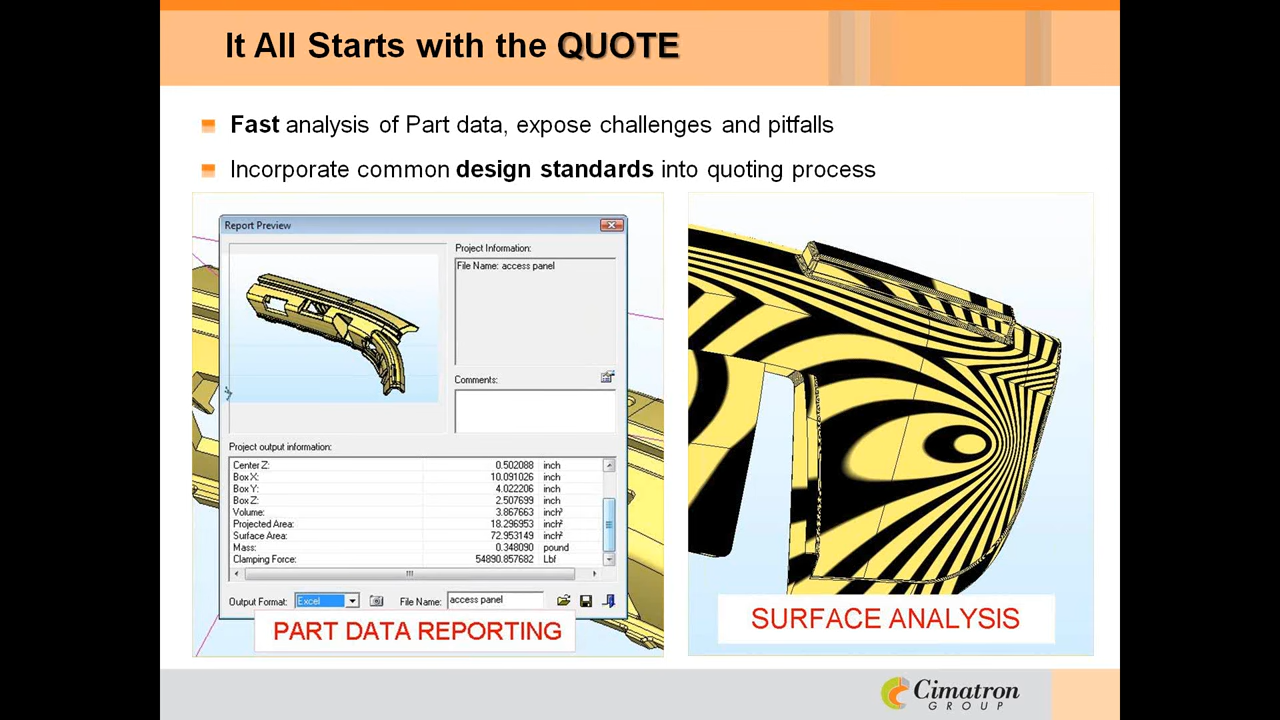 It All Starts with the QUOTE
Fast analysis of Part data, expose challenges and pitfalls
Incorporate common design standards into quoting process
Report Preview
Project Information:
File Name: access panel
Comments:
Project output information:
Center Z: 0.502088 inch
Box X: 10.091026 inch
Box Y: 4.022206 inch
Box Z: 2.507699 inch
Volume: 3.867663 inch³
Projected Area: 18.296953 inch²
Surface Area: 72.953149 inch²
Mass: 0.348090 pound
Clamping Force: 54890.857682 Lbf
Output Format: Excel File Name: access panel
PART DATA REPORTING
SURFACE ANALYSIS
Cimatron
GROUP